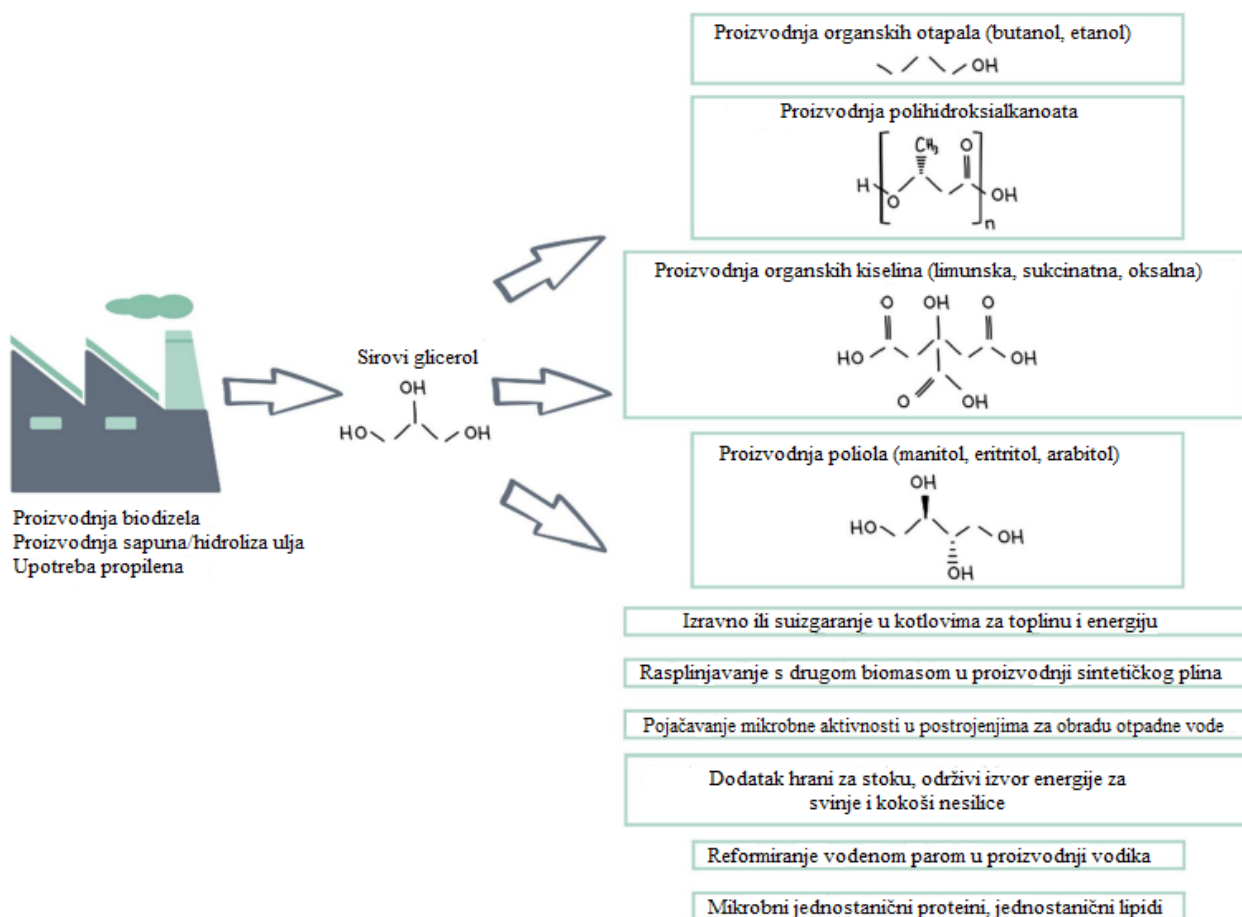 Proizvodnja organskih otapala (butanol, etanol)
OH
Proizvodnja polihidroksialkanoata
CH3
O
H
O
OH
n
Proizvodnja organskih kiselina (limunska, sukcinatna, oksalna)
O
OH
O
HO
OH
O
OH
Sirovi glicerol
OH
HO
OH
Proizvodnja poliola (manitol, eritritol, arabitol)
OH
HO
OH
OH
Proizvodnja biodizela
Proizvodnja sapuna/hidroliza ulja
Upotreba propilena
Izravno ili suizgaranje u kotlovima za toplinu i energiju
Rasplinjavanje s drugom biomasom u proizvodnji sintetičkog plina
Pojačavanje mikrobne aktivnosti u postrojenjima za obradu otpadne vode
Dodatak hrani za stoku, održivi izvor energije za
svinje i kokoši nesilice
Reformiranje vodenom parom u proizvodnji vodika
Mikrobni jednostanični proteini, jednostanični lipidi